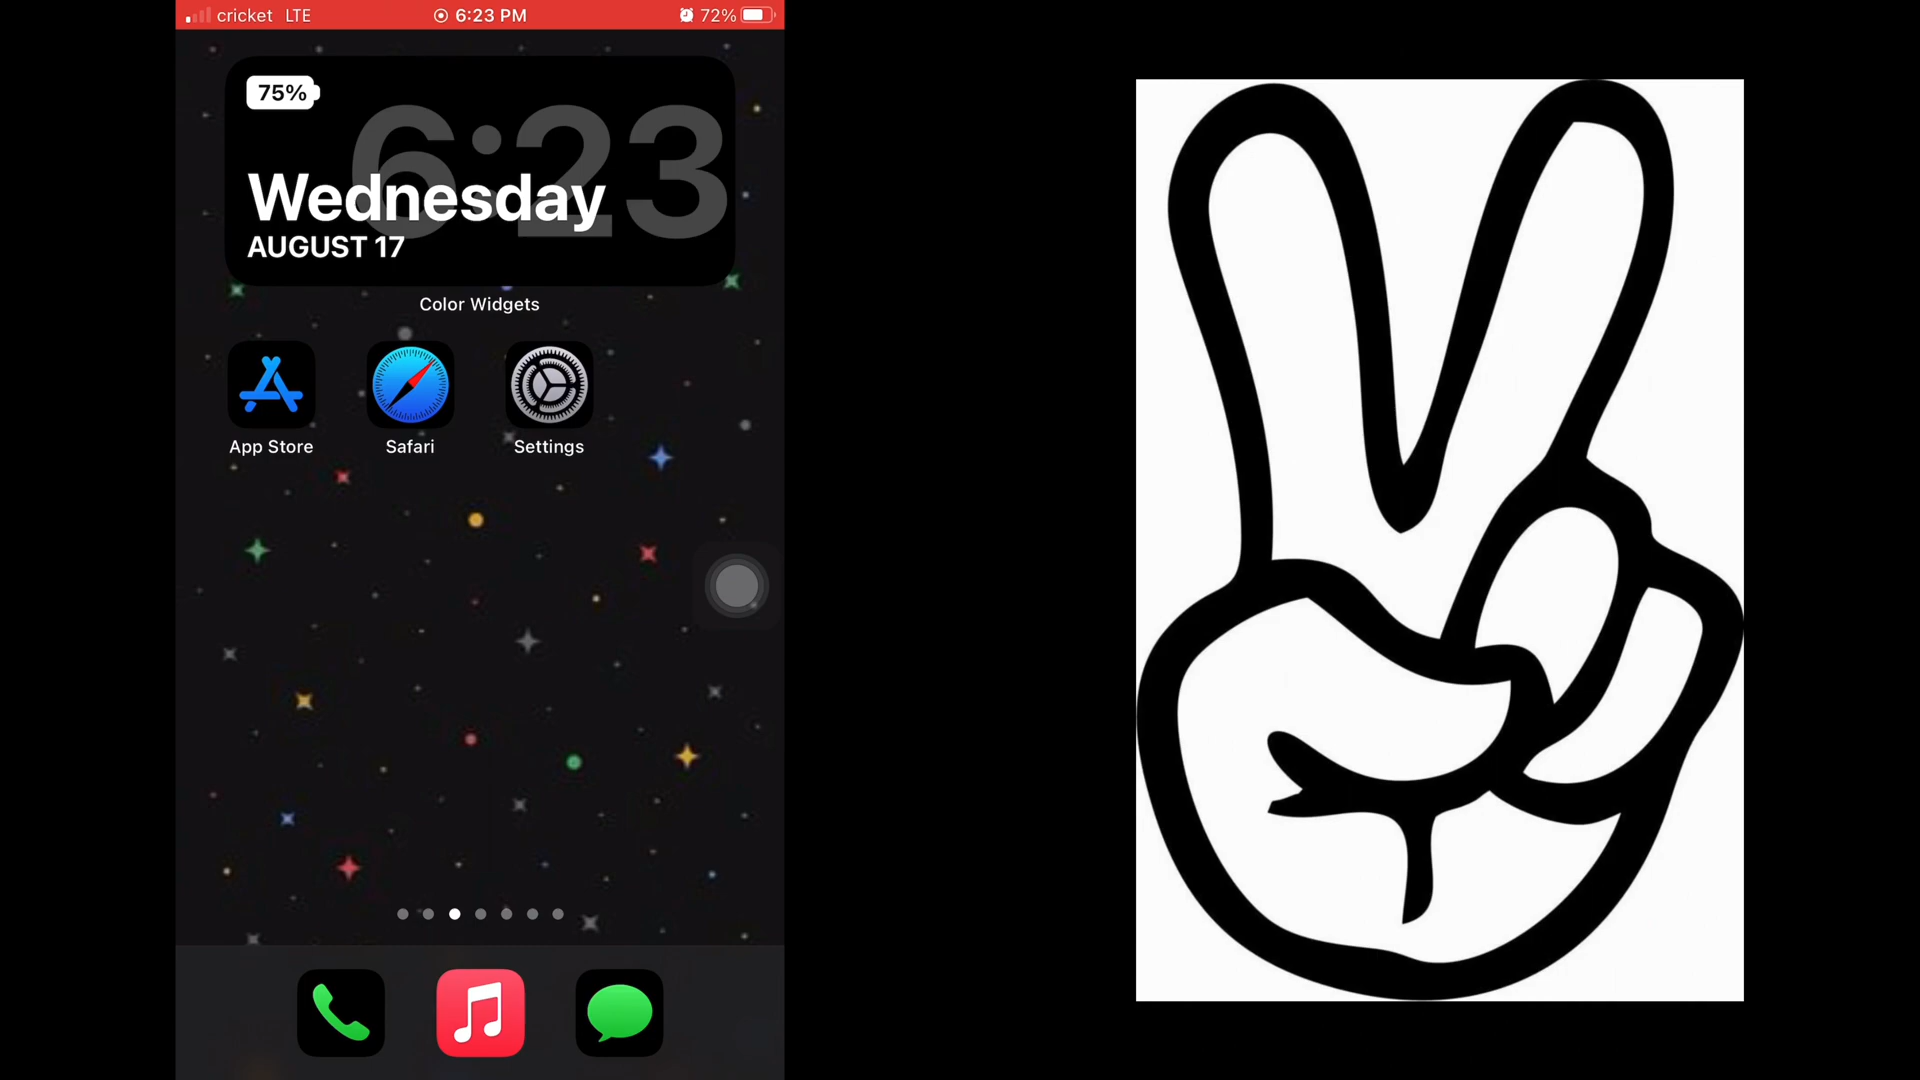 cricket LTE 6:23 PM 72%
75%
6:23
Wednesday
AUGUST 17
Color Widgets
App Store Safari Settings